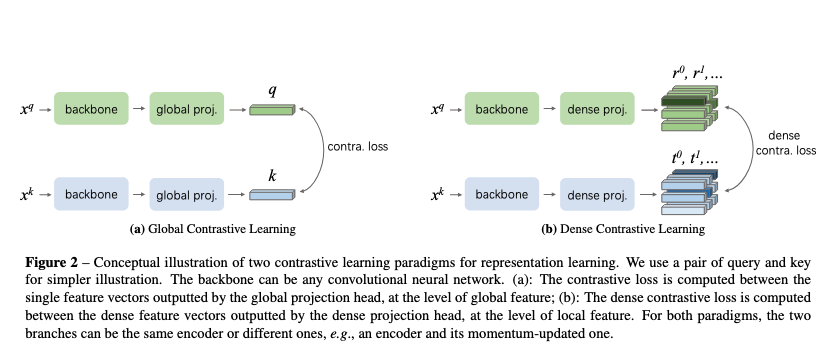 r⁰, r¹,...
q
x^q backbone global proj.
x^q backbone dense proj.
contra. loss
dense
contra. loss
t⁰, t¹,...
k
x^k backbone global proj.
x^k backbone dense proj.
(a) Global Contrastive Learning
(b) Dense Contrastive Learning
Figure 2 – Conceptual illustration of two contrastive learning paradigms for representation learning. We use a pair of query and key
for simpler illustration. The backbone can be any convolutional neural network. (a): The contrastive loss is computed between the
single feature vectors outputted by the global projection head, at the level of global feature; (b): The dense contrastive loss is computed
between the dense feature vectors outputted by the dense projection head, at the level of local feature. For both paradigms, the two
branches can be the same encoder or different ones, e.g., an encoder and its momentum-updated one.